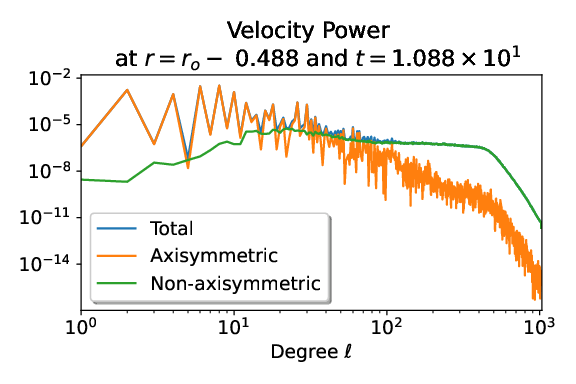 Velocity Power
at r = r_o − 0.488 and t = 1.088 × 10^1
10^−2
10^−5
10^−8
10^−11
10^−14
Total
Axisymmetric
Non-axisymmetric
10^0 10^1 10^2 10^3
Degree ℓ